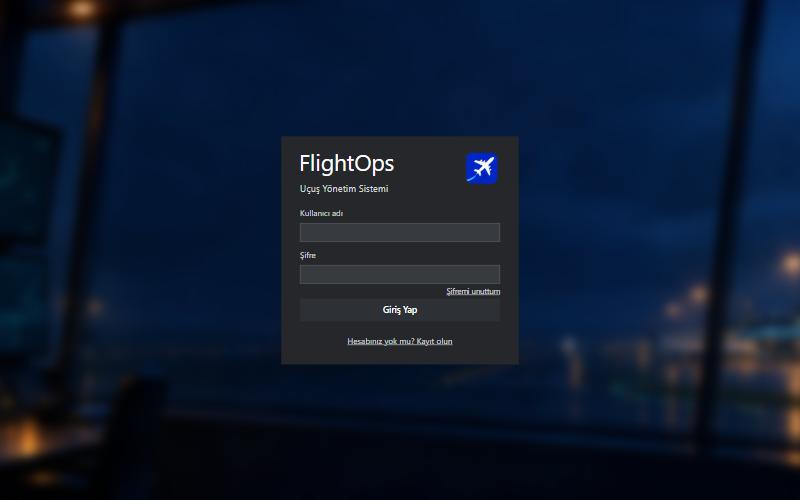 FlightOps
Uçuş Yönetim Sistemi
Kullanıcı adı
Şifre
Şifremi unuttum
Giriş Yap
Hesabınız yok mu? Kayıt olun